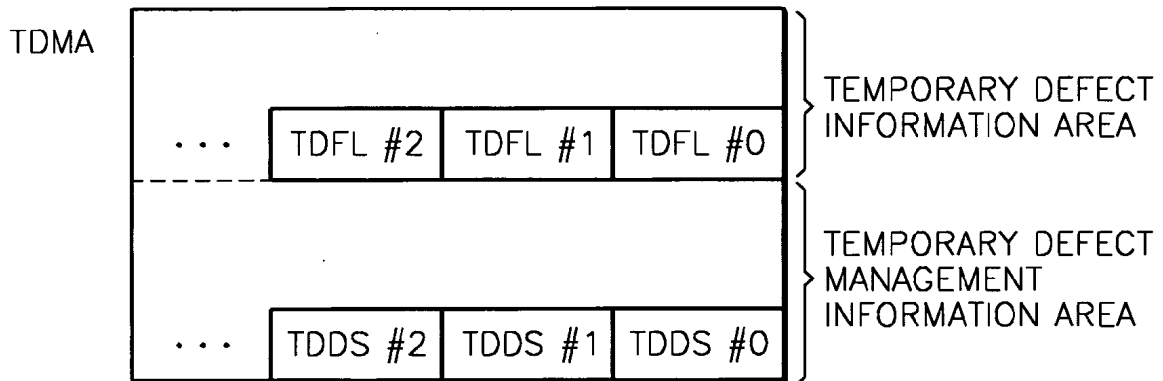 TDMA
TEMPORARY DEFECT
INFORMATION AREA
... TDFL #2 TDFL #1 TDFL #0
TEMPORARY DEFECT
MANAGEMENT
INFORMATION AREA
... TDDS #2 TDDS #1 TDDS #0